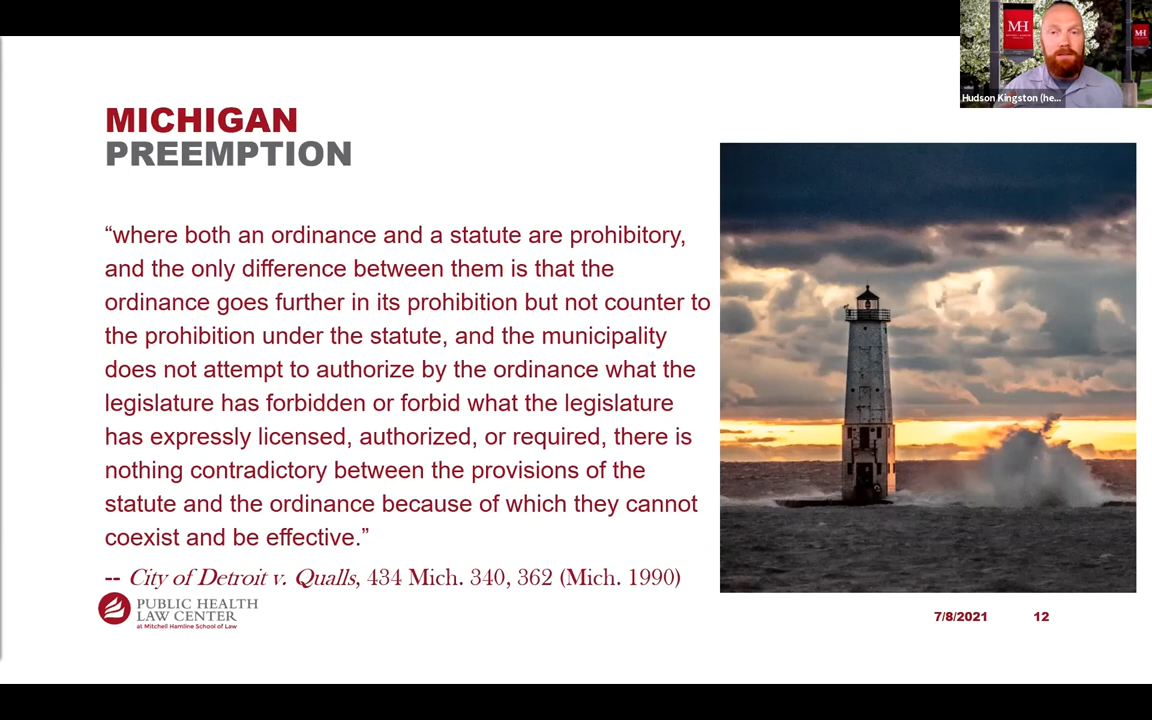 MH
MH
Hudson Kingston (he...
MICHIGAN
PREEMPTION
“where both an ordinance and a statute are prohibitory,
and the only difference between them is that the
ordinance goes further in its prohibition but not counter to
the prohibition under the statute, and the municipality
does not attempt to authorize by the ordinance what the
legislature has forbidden or forbid what the legislature
has expressly licensed, authorized, or required, there is
nothing contradictory between the provisions of the
statute and the ordinance because of which they cannot
coexist and be effective.”
-- City of Detroit v. Qualls, 434 Mich. 340, 362 (Mich. 1990)
PUBLIC HEALTH
LAW CENTER
at Mitchell Hamline School of Law
7/8/2021 12